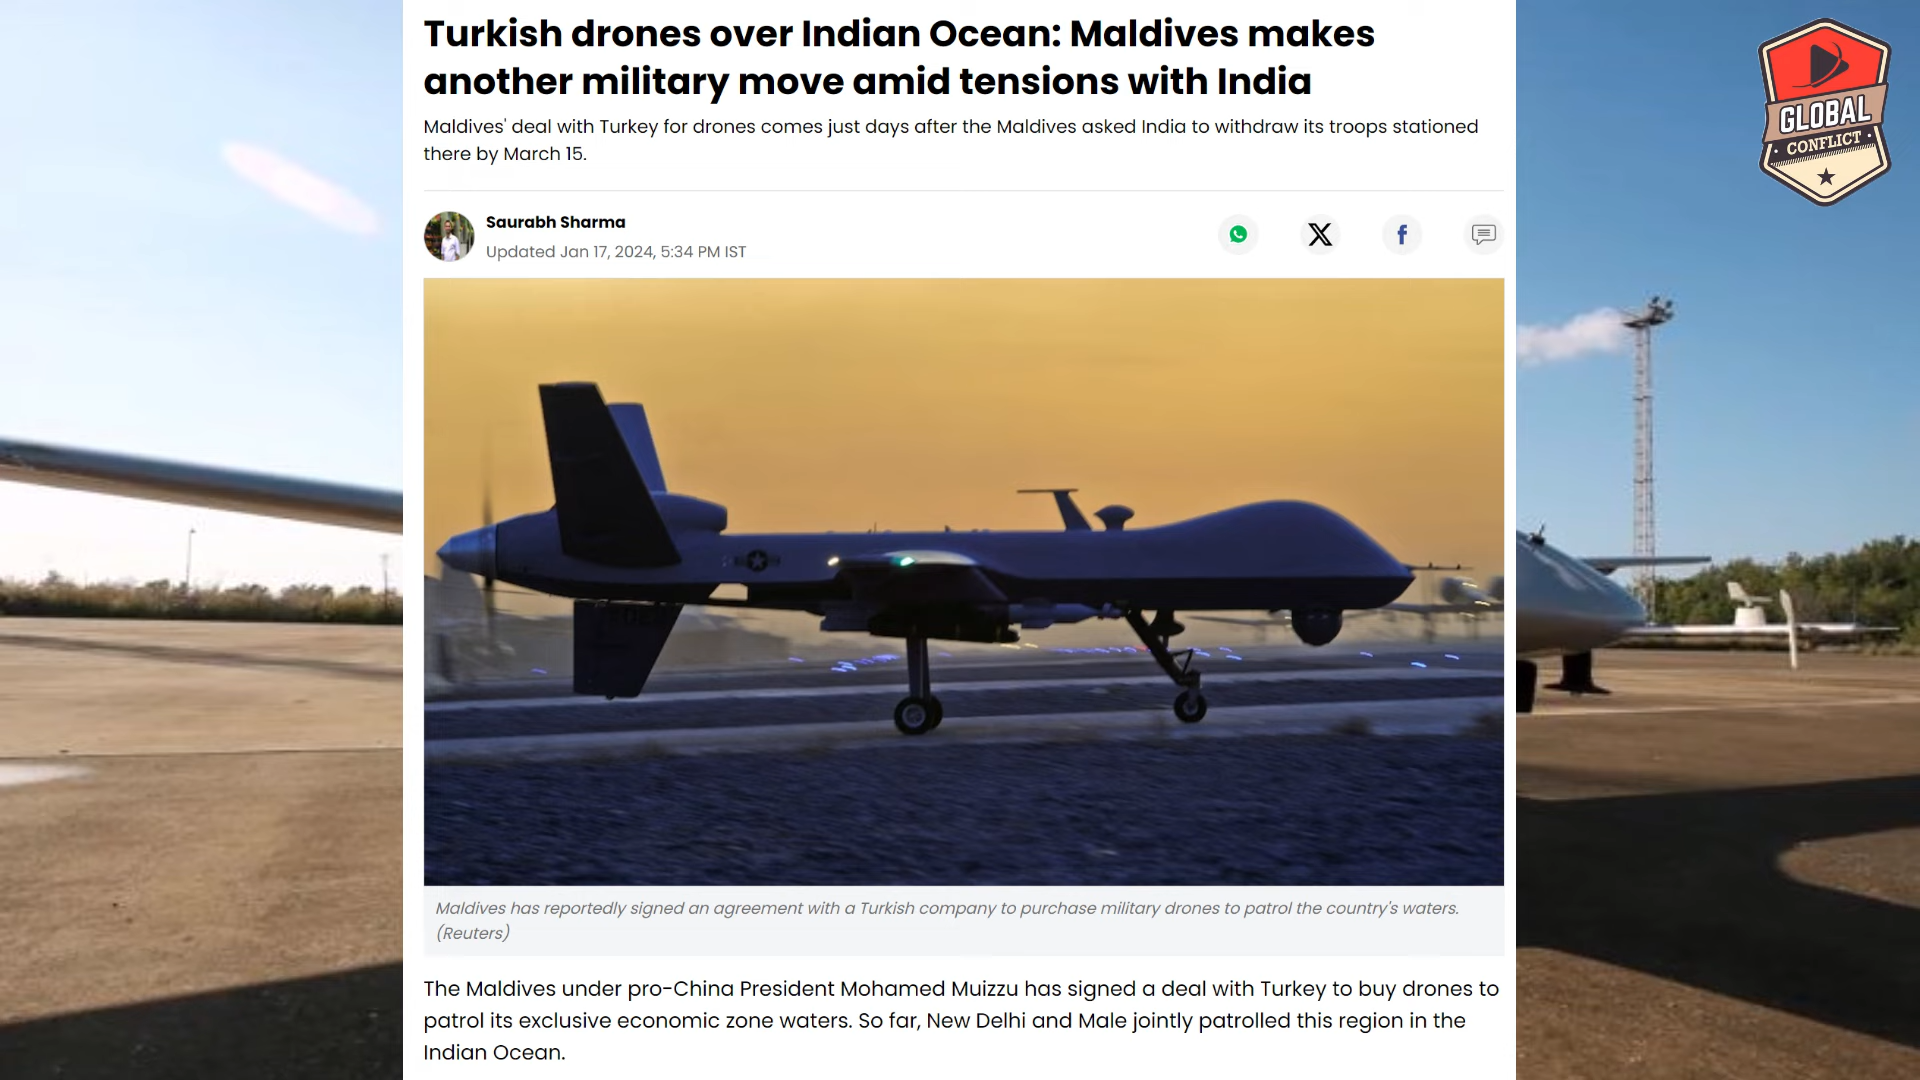 Turkish drones over Indian Ocean: Maldives makes
another military move amid tensions with India
Maldives' deal with Turkey for drones comes just days after the Maldives asked India to withdraw its troops stationed
there by March 15.
Saurabh Sharma
Updated Jan 17, 2024, 5:34 PM IST
Maldives has reportedly signed an agreement with a Turkish company to purchase military drones to patrol the country's waters.
(Reuters)
The Maldives under pro-China President Mohamed Muizzu has signed a deal with Turkey to buy drones to
patrol its exclusive economic zone waters. So far, New Delhi and Male jointly patrolled this region in the
Indian Ocean.
GLOBAL
CONFLICT